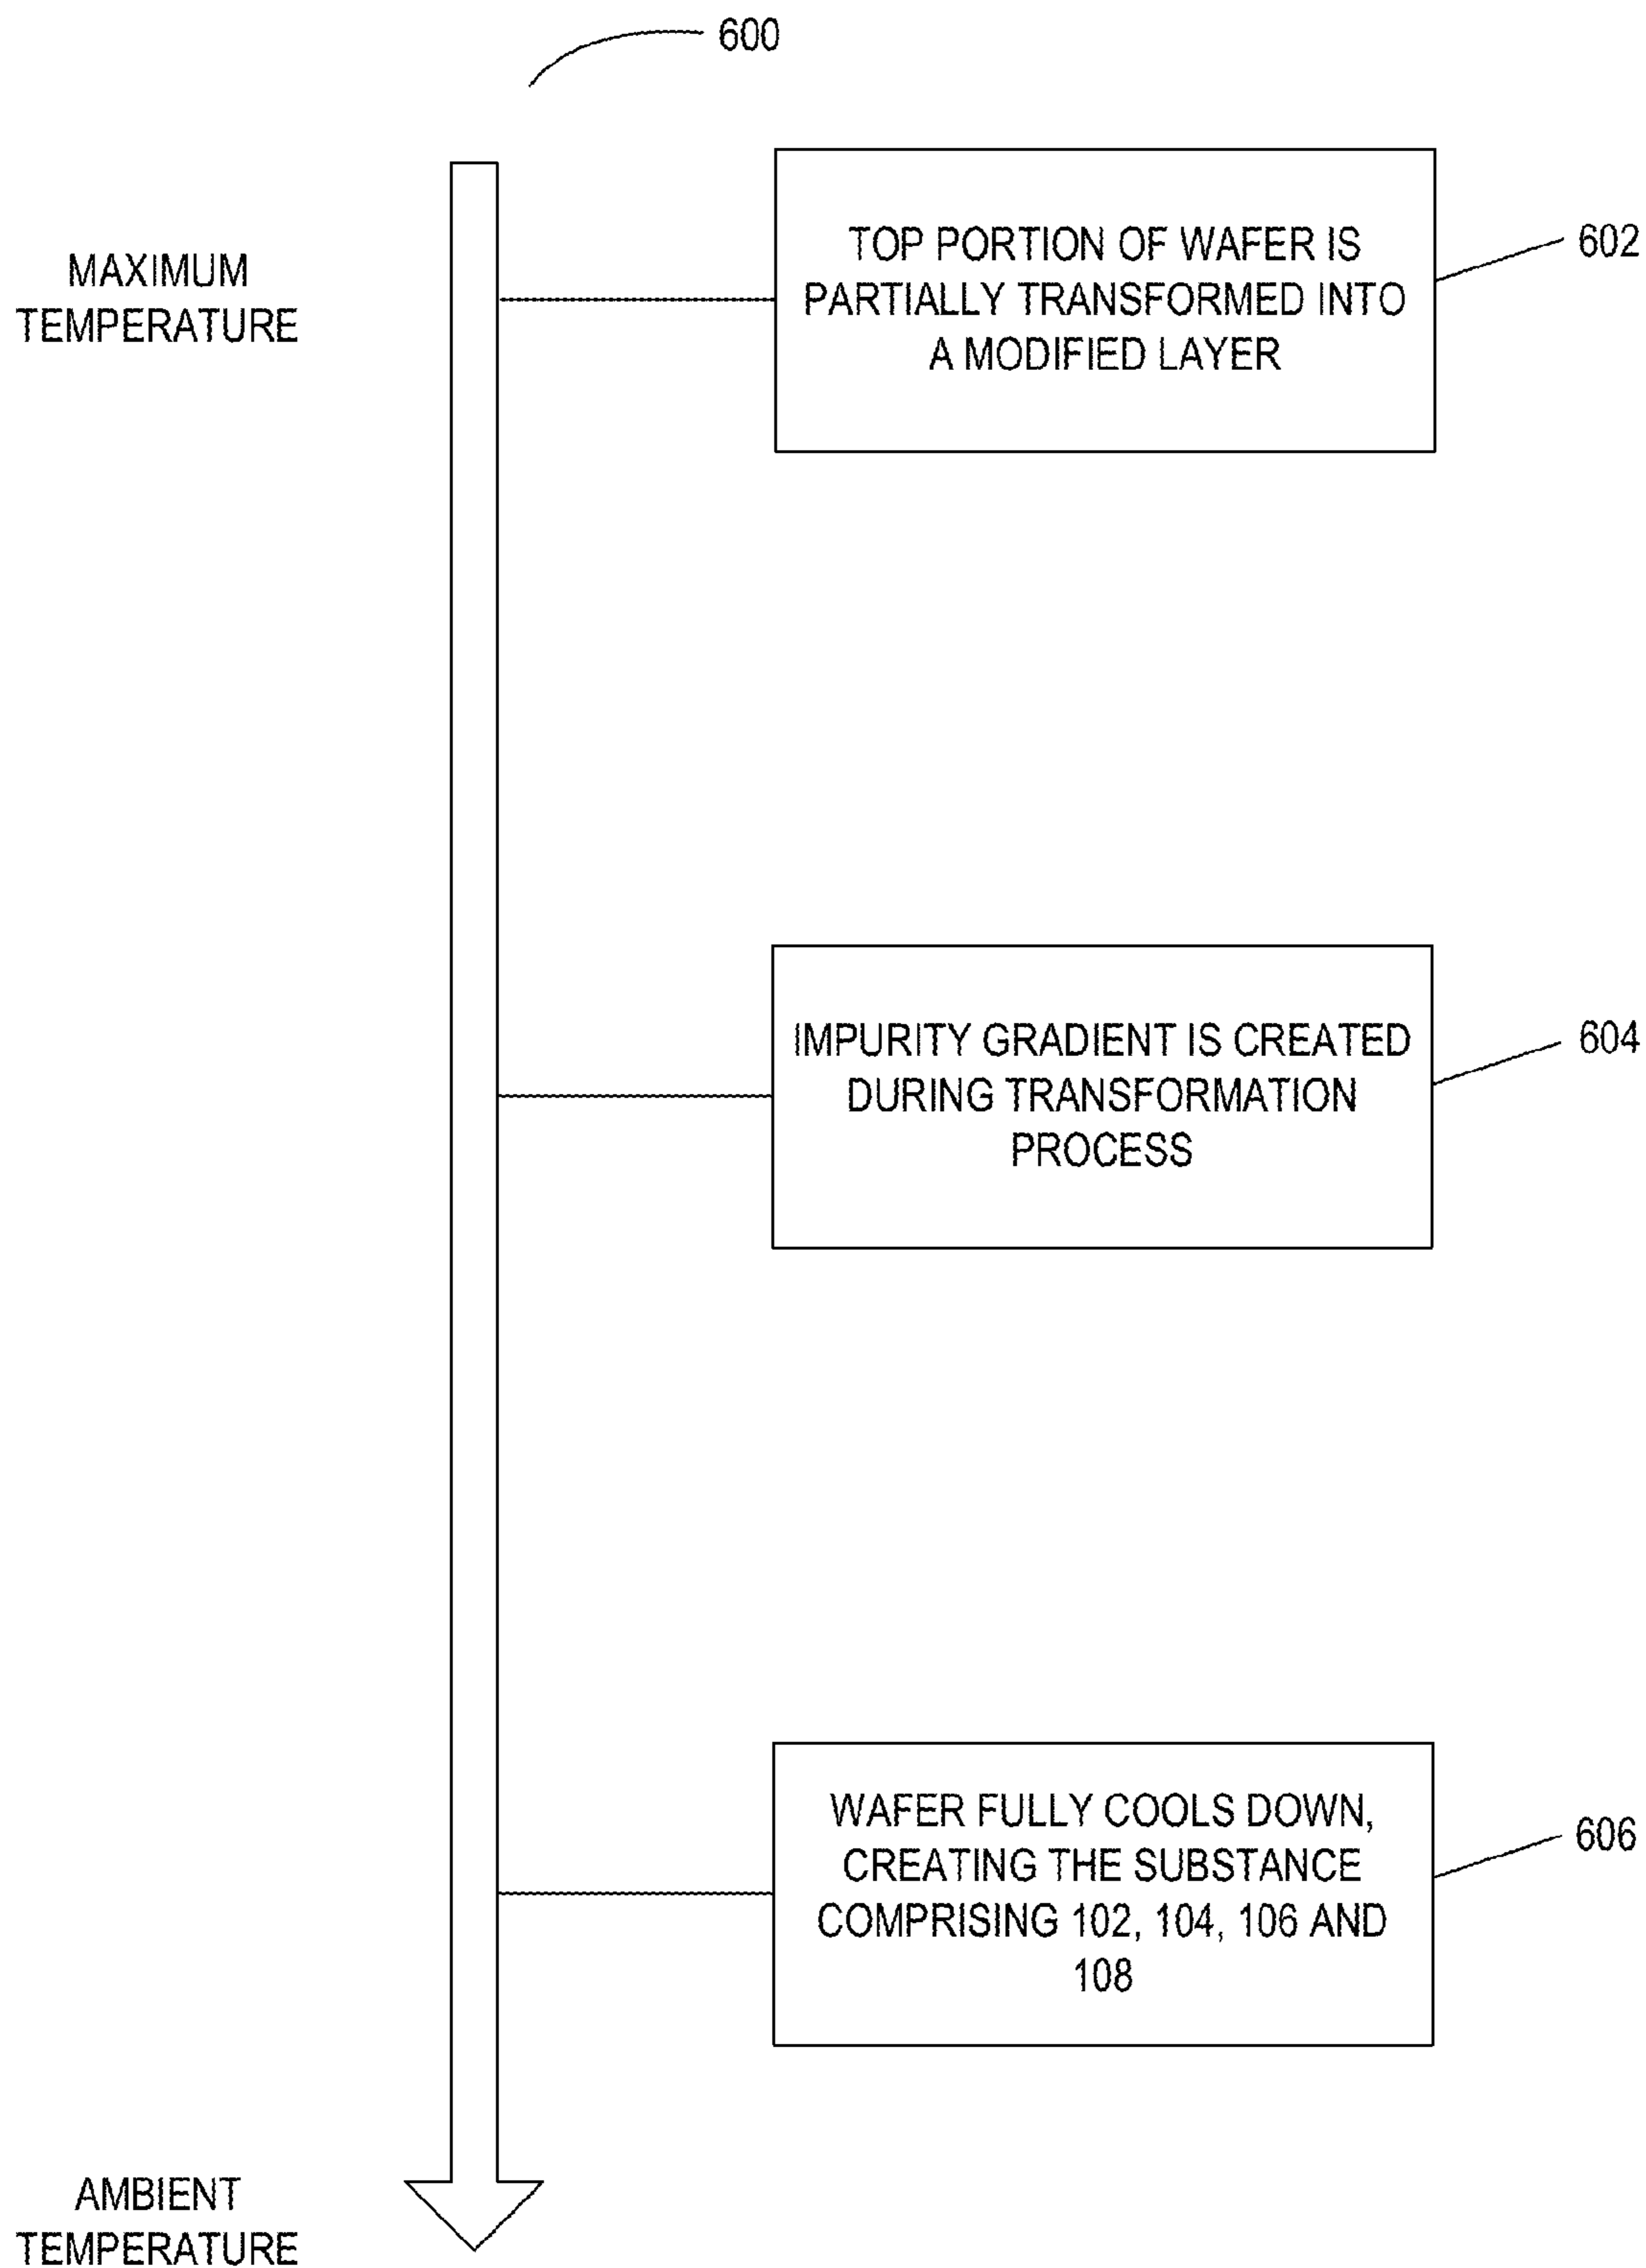 600
MAXIMUM
TEMPERATURE
TOP PORTION OF WAFER IS
PARTIALLY TRANSFORMED INTO
A MODIFIED LAYER
602
IMPURITY GRADIENT IS CREATED
DURING TRANSFORMATION
PROCESS
604
WAFER FULLY COOLS DOWN,
CREATING THE SUBSTANCE
COMPRISING 102, 104, 106 AND
108
606
AMBIENT
TEMPERATURE